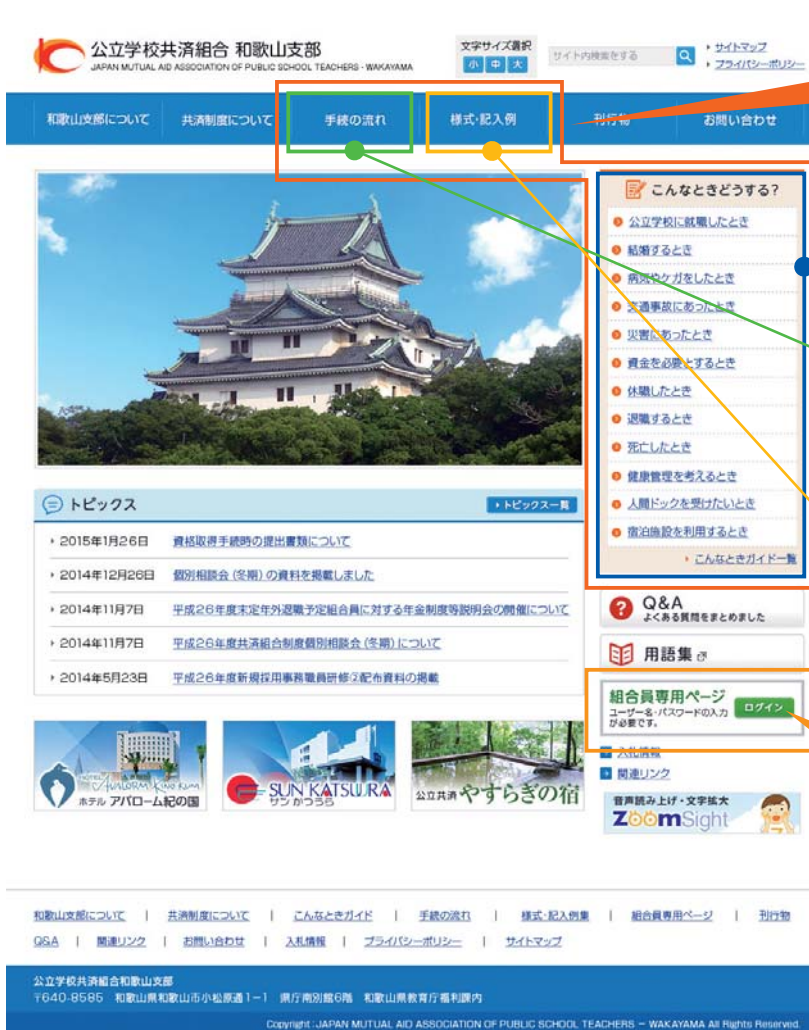 公立学校共済組合 和歌山支部
JAPAN MUTUAL AID ASSOCIATION OF PUBLIC SCHOOL TEACHERS - WAKAYAMA
文字サイズ選択
小 中 大
サイト内検索をする
サイトマップ
プライバシーポリシー
和歌山支部について 共済制度について 手続の流れ 様式・記入例 刊行物 お問い合わせ
こんなときどうする?
公立学校に就職したとき
結婚するとき
病気やケガをしたとき
交通事故にあったとき
災害にあったとき
資金を必要とするとき
休職したとき
退職するとき
死亡したとき
健康管理を考えるとき
人間ドックを受けたいとき
宿泊施設を利用するとき
こんなときガイド一覧
トピックス
トピックス一覧
2015年1月26日 資格取得手続時の提出書類について
2014年12月26日 個別相談会(冬期)の資料を掲載しました
2014年11月7日 平成26年度末定年外退職予定組合員に対する年金制度等説明会の開催について
2014年11月7日 平成26年度共済組合制度個別相談会(冬期)について
2014年5月23日 平成26年度新規採用事務職員研修②配布資料の掲載
Q&A
よくある質問をまとめました
用語集
組合員専用ページ
ユーザー名・パスワードの入力が必要です。
ログイン
入札情報
関連リンク
音声読み上げ・文字拡大
ZoomSight
HOTEL Avalorm Kino Kuni
ホテル アバローム紀の国
SUN KATSUURA
サンかつうら
公立共済 やすらぎの宿
和歌山支部について | 共済制度について | こんなときガイド | 手続の流れ | 様式・記入例集 | 組合員専用ページ | 刊行物
Q&A | 関連リンク | お問い合わせ | 入札情報 | プライバシーポリシー | サイトマップ
公立学校共済組合和歌山支部
〒640-8585 和歌山県和歌山市小松原通1-1 県庁南別館6階 和歌山県教育庁福利課内
Copyright : JAPAN MUTUAL AID ASSOCIATION OF PUBLIC SCHOOL TEACHERS - WAKAYAMA All Rights Reserved.